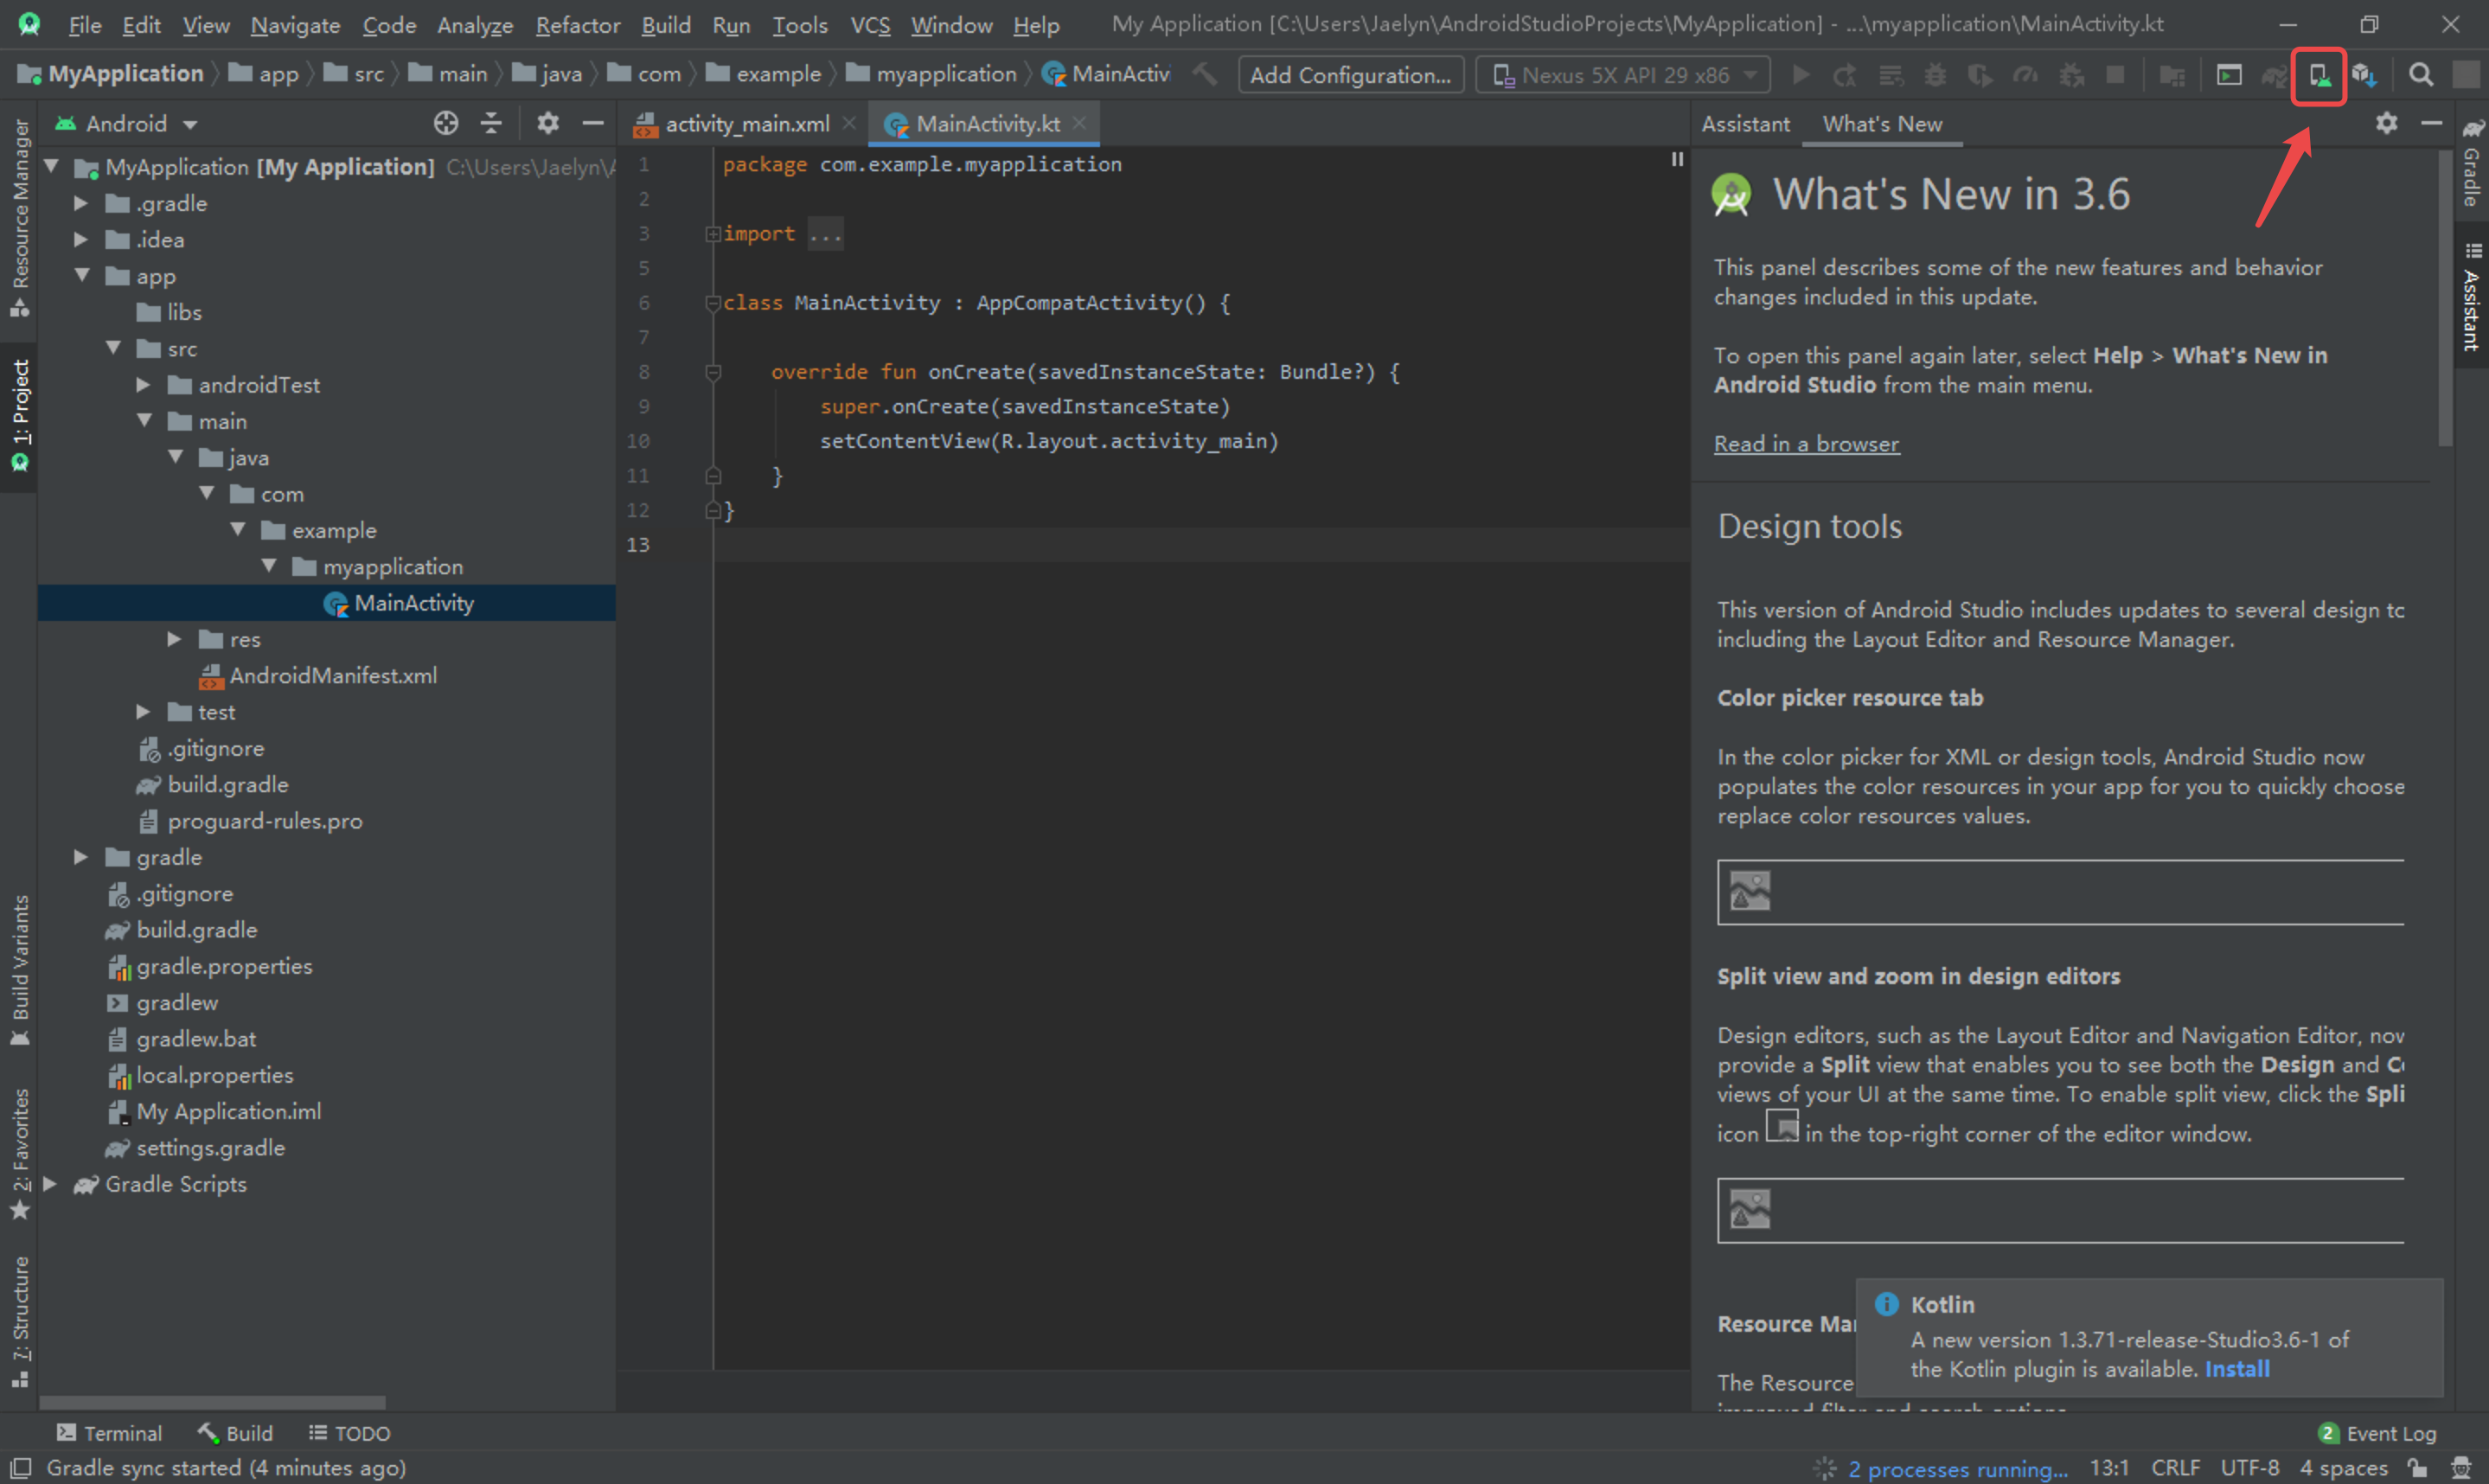 File Edit View Navigate Code Analyze Refactor Build Run Tools VCS Window Help My Application [C:\Users\Jaelyn\AndroidStudioProjects\MyApplication] - ...\myapplication\MainActivity.kt
MyApplication app src main java com example myapplication MainActivi Add Configuration... Nexus 5X API 29 x86
Resource Manager
1: Project
Build Variants
2: Favorites
7: Structure
Android
MyApplication [My Application] C:\Users\Jaelyn\A
.gradle
.idea
app
libs
src
androidTest
main
java
com
example
myapplication
MainActivity
res
AndroidManifest.xml
test
.gitignore
build.gradle
proguard-rules.pro
gradle
.gitignore
build.gradle
gradle.properties
gradlew
gradlew.bat
local.properties
My Application.iml
settings.gradle
Gradle Scripts
activity_main.xml MainActivity.kt
1 package com.example.myapplication
2
3 import ...
5
6 class MainActivity : AppCompatActivity() {
7
8 override fun onCreate(savedInstanceState: Bundle?) {
9 super.onCreate(savedInstanceState)
10 setContentView(R.layout.activity_main)
11 }
12 }
13
Assistant What's New
What's New in 3.6
This panel describes some of the new features and behavior
changes included in this update.
To open this panel again later, select Help > What's New in
Android Studio from the main menu.
Read in a browser
Design tools
This version of Android Studio includes updates to several design to
including the Layout Editor and Resource Manager.
Color picker resource tab
In the color picker for XML or design tools, Android Studio now
populates the color resources in your app for you to quickly choose
replace color resources values.
Split view and zoom in design editors
Design editors, such as the Layout Editor and Navigation Editor, now
provide a Split view that enables you to see both the Design and Co
views of your UI at the same time. To enable split view, click the Spli
icon in the top-right corner of the editor window.
Resource Mar
The Resource
Kotlin
A new version 1.3.71-release-Studio3.6-1 of
the Kotlin plugin is available. Install
Gradle
Assistant
Terminal Build TODO
2 Event Log
Gradle sync started (4 minutes ago)
2 processes running... 13:1 CRLF UTF-8 4 spaces